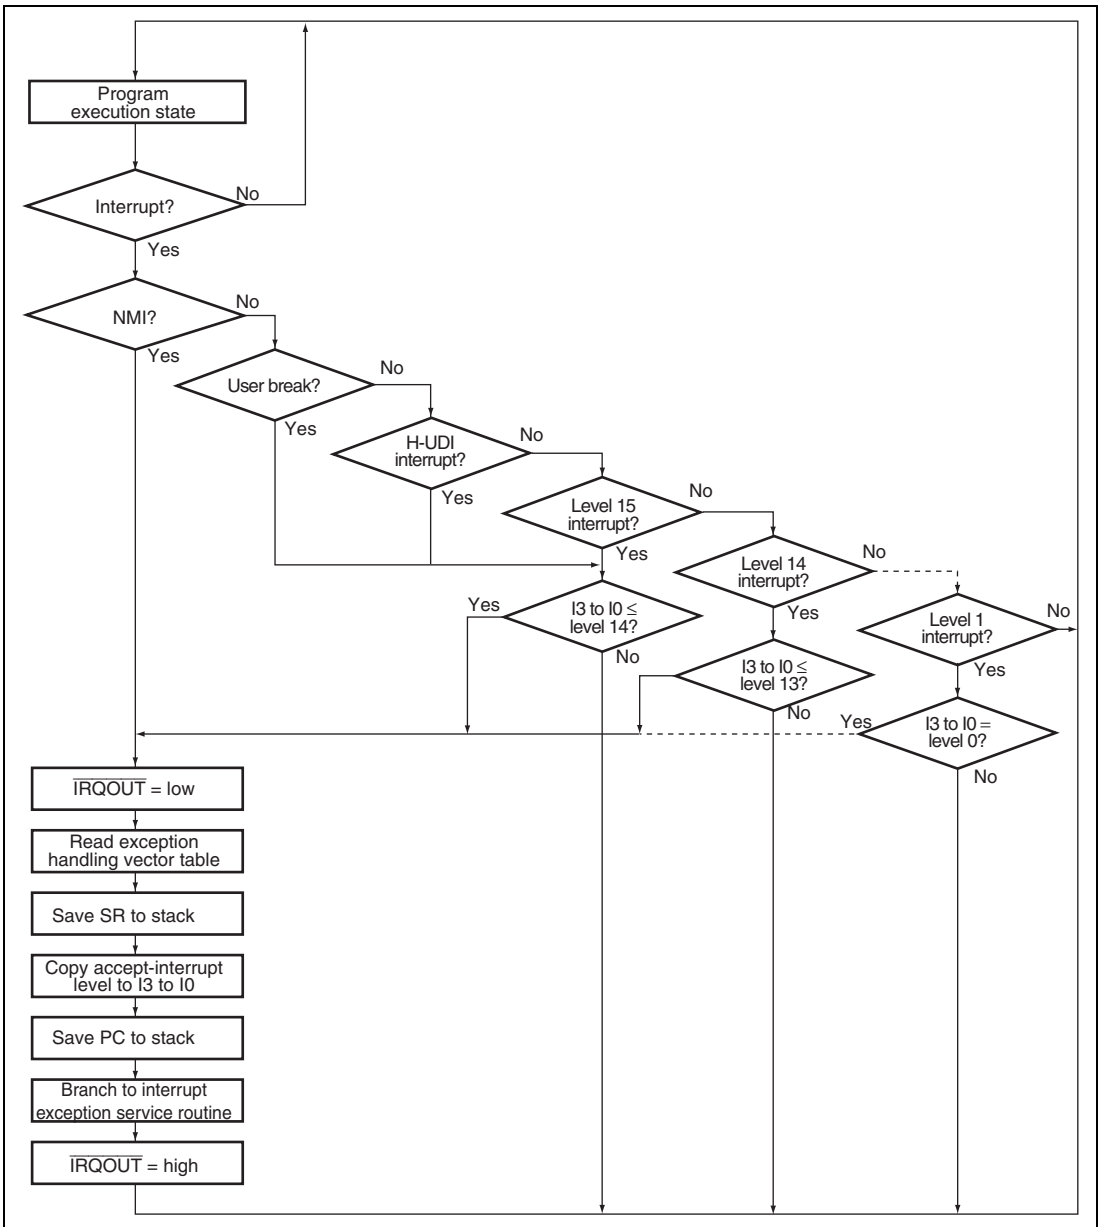 Program
execution state
No
Interrupt?
Yes
No
NMI?
Yes
No
User break?
Yes
No
H-UDI
interrupt?
Yes
No
Level 15
interrupt?
Yes
No
Level 14
interrupt?
Yes
No
Level 1
interrupt?
Yes
Yes
I3 to I0 ≤
level 14?
No
I3 to I0 ≤
level 13?
No
Yes
I3 to I0 =
level 0?
No
IRQOUT = low
Read exception
handling vector table
Save SR to stack
Copy accept-interrupt
level to I3 to I0
Save PC to stack
Branch to interrupt
exception service routine
IRQOUT = high